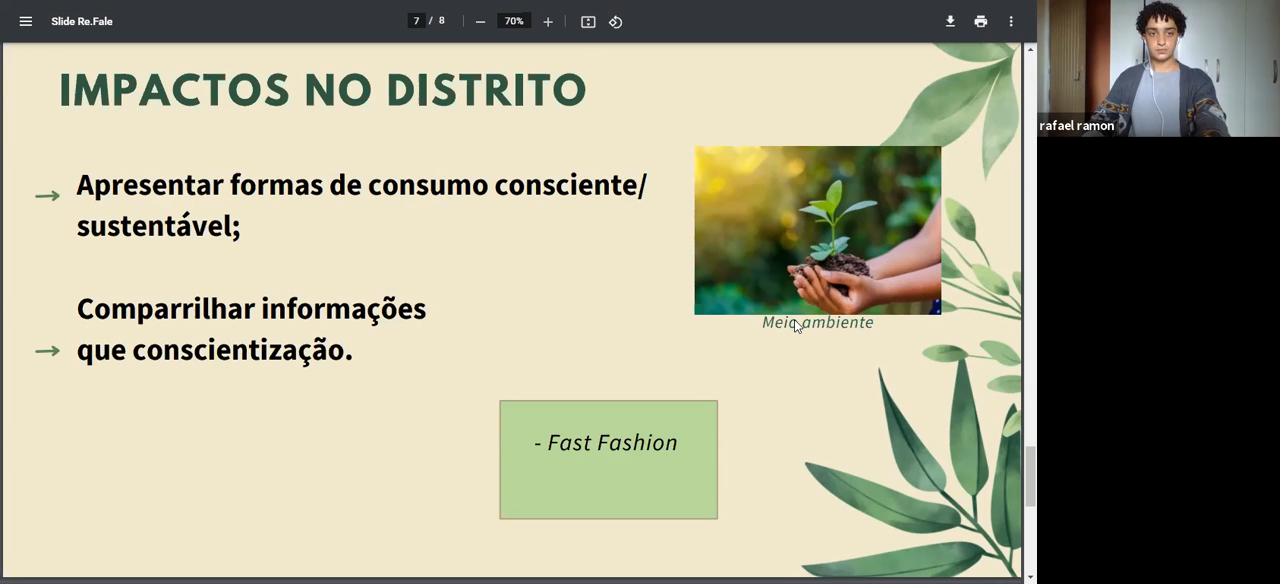 Slide Re.Fale
7 / 8
70%
IMPACTOS NO DISTRITO
Apresentar formas de consumo consciente/
sustentável;
Comparrilhar informações
que conscientização.
Meio ambiente
- Fast Fashion
rafael ramon